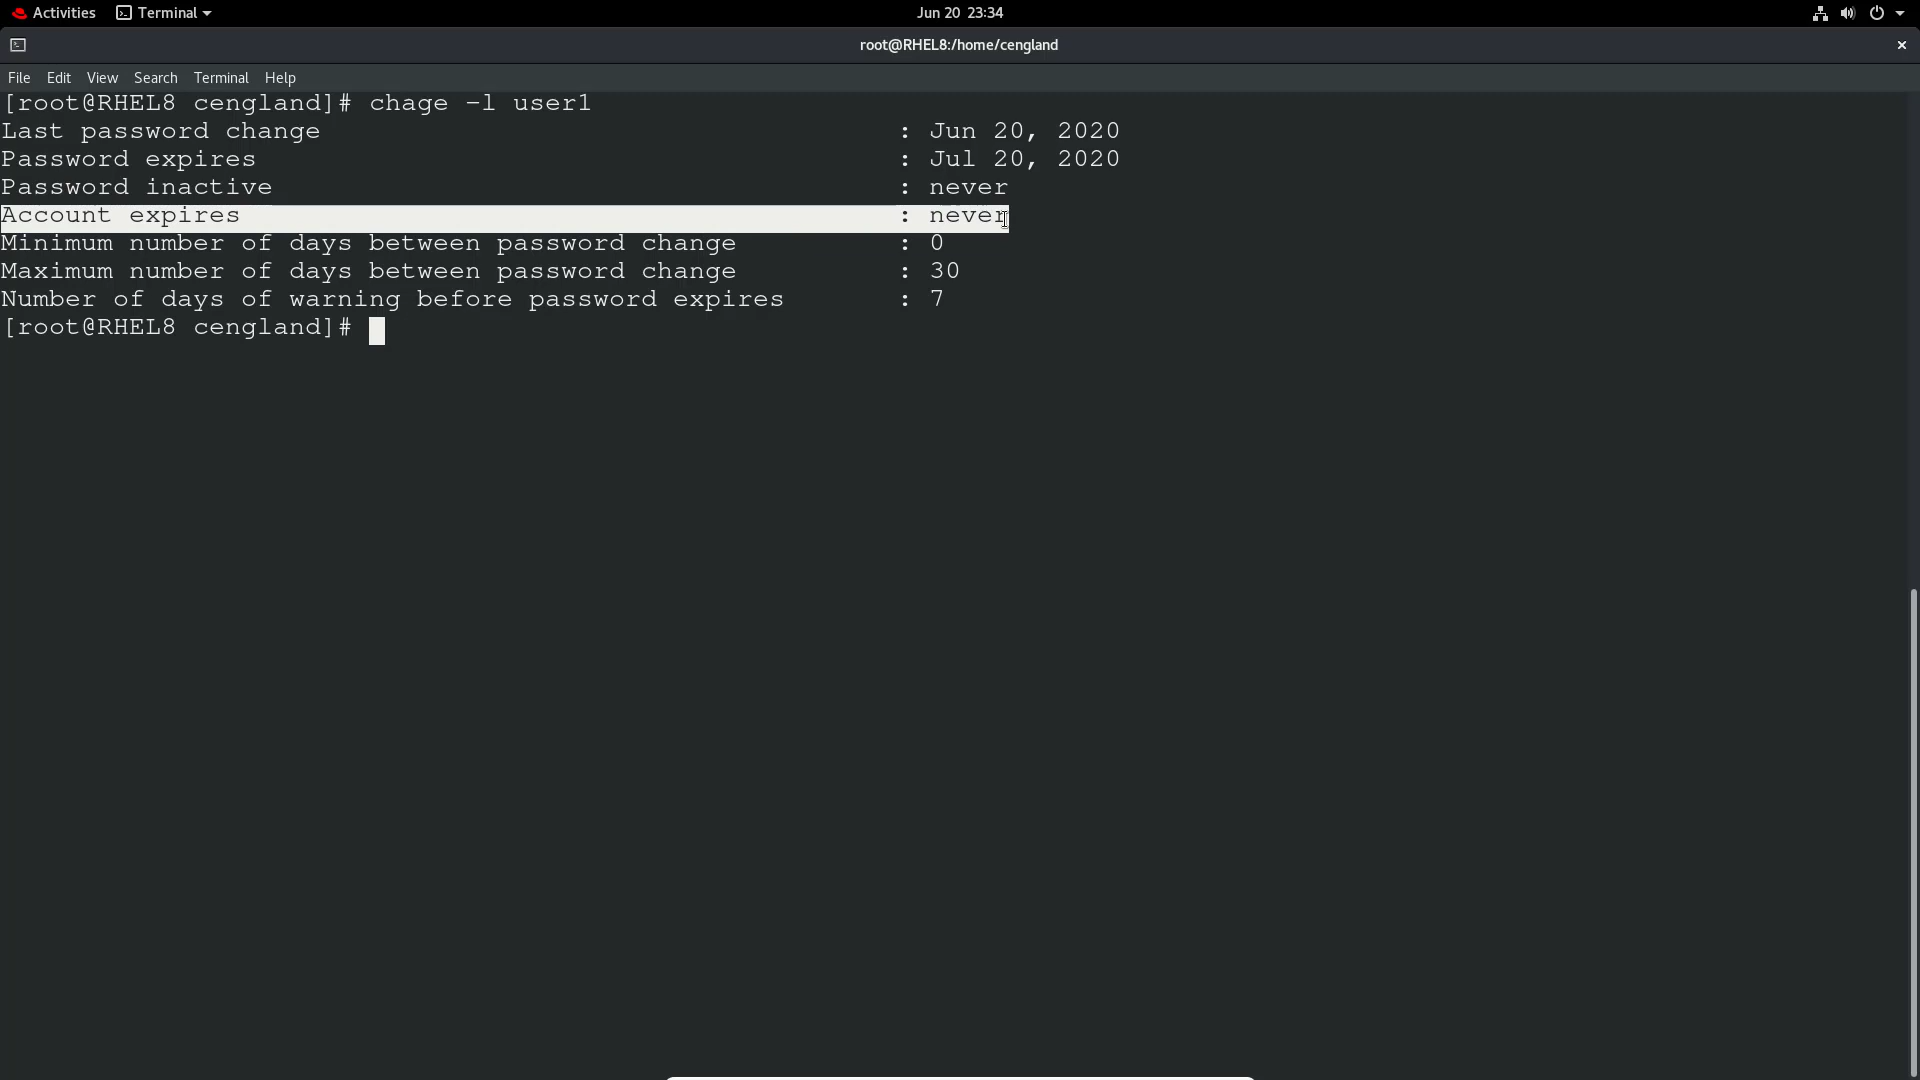 Activities Terminal Jun 20 23:34
root@RHEL8:/home/cengland
File Edit View Search Terminal Help
[root@RHEL8 cengland]# chage -l user1
Last password change : Jun 20, 2020
Password expires : Jul 20, 2020
Password inactive : never
Account expires : never
Minimum number of days between password change : 0
Maximum number of days between password change : 30
Number of days of warning before password expires : 7
[root@RHEL8 cengland]#